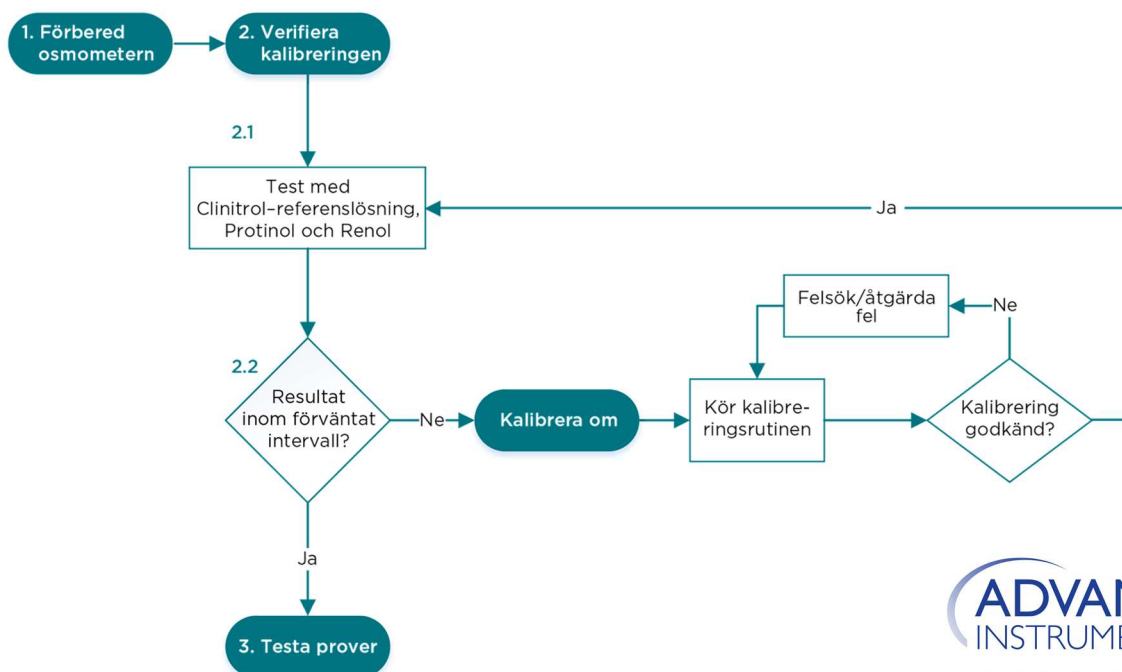 1. Förbered
osmometern
2. Verifiera
kalibreringen
2.1
Test med
Clinitrol–referenslösning,
Protinol och Renol
Ja
Felsök/åtgärda
fel
Ne
2.2
Resultat
inom förväntat
intervall?
Ne
Kalibrera om
Kör kalibre-
ringsrutinen
Kalibrering
godkänd?
Ja
3. Testa prover
ADVAN
INSTRUME